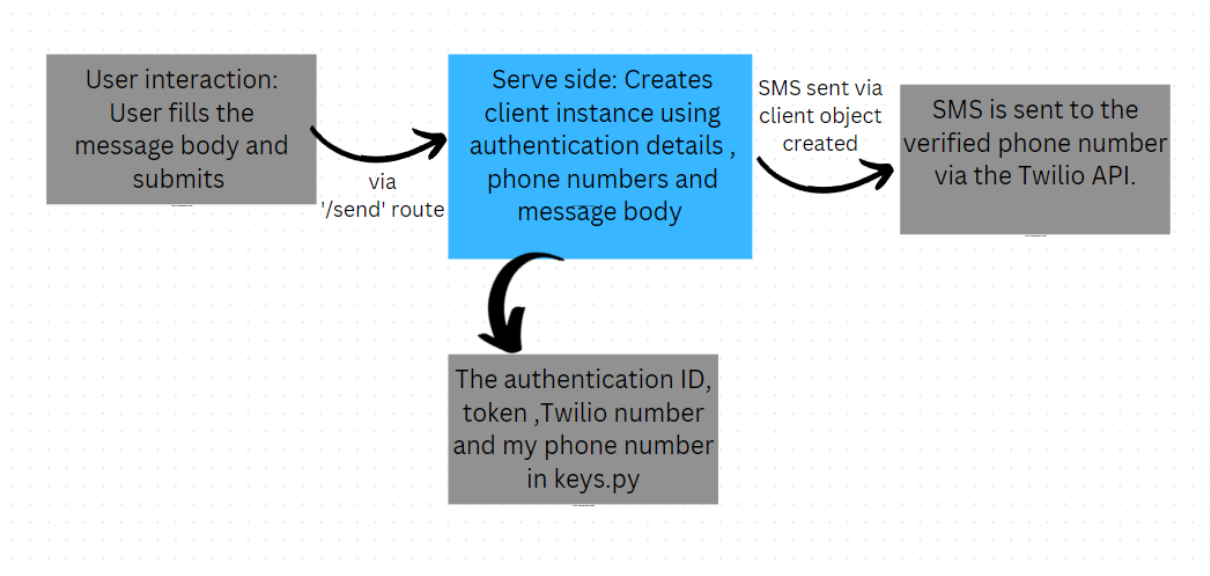 User interaction:
User fills the
message body and
submits
via
'/send' route
Serve side: Creates
client instance using
authentication details ,
phone numbers and
message body
SMS sent via
client object
created
SMS is sent to the
verified phone number
via the Twilio API.
The authentication ID,
token ,Twilio number
and my phone number
in keys.py